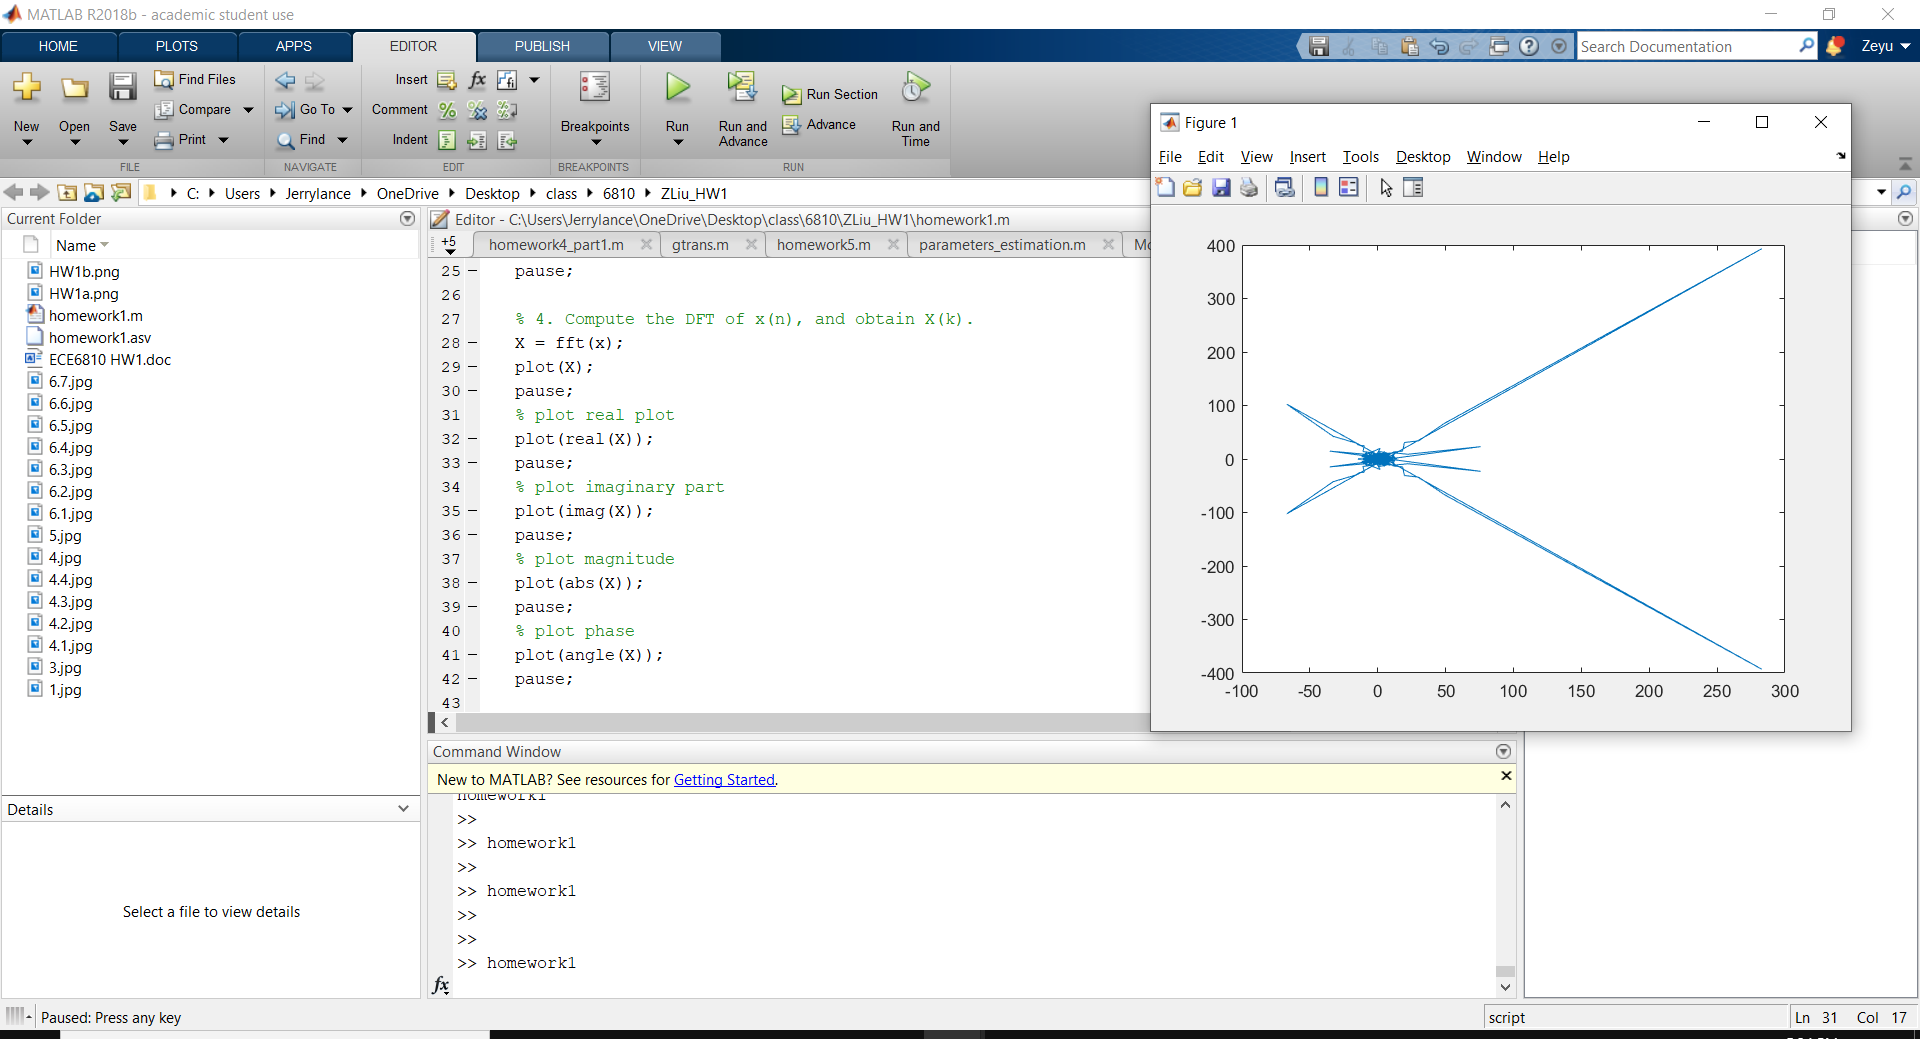 MATLAB R2018b - academic student use
HOME PLOTS APPS EDITOR PUBLISH VIEW
Search Documentation
Zeyu
New
Open
Save
Find Files
Compare
Print
FILE
Go To
Find
NAVIGATE
Insert
Comment
Indent
EDIT
Breakpoints
BREAKPOINTS
Run
Run and
Advance
Run Section
Advance
Run and
Time
RUN
C: Users Jerrylance OneDrive Desktop class 6810 ZLiu_HW1
Current Folder
Name
HW1b.png
HW1a.png
homework1.m
homework1.asv
ECE6810 HW1.doc
6.7.jpg
6.6.jpg
6.5.jpg
6.4.jpg
6.3.jpg
6.2.jpg
6.1.jpg
5.jpg
4.jpg
4.4.jpg
4.3.jpg
4.2.jpg
4.1.jpg
3.jpg
1.jpg
Details
Select a file to view details
Editor - C:\Users\Jerrylance\OneDrive\Desktop\class\6810\ZLiu_HW1\homework1.m
+5 homework4_part1.m gtrans.m homework5.m parameters_estimation.m
25 pause;
26
27 % 4. Compute the DFT of x(n), and obtain X(k).
28 X = fft(x);
29 plot(X);
30 pause;
31 % plot real plot
32 plot(real(X));
33 pause;
34 % plot imaginary part
35 plot(imag(X));
36 pause;
37 % plot magnitude
38 plot(abs(X));
39 pause;
40 % plot phase
41 plot(angle(X));
42 pause;
43
Command Window
New to MATLAB? See resources for Getting Started.
homework1
>>
>> homework1
>>
>> homework1
>>
>>
>> homework1
fx
Figure 1
File Edit View Insert Tools Desktop Window Help
400
300
200
100
0
-100
-200
-300
-400
-100 -50 0 50 100 150 200 250 300
Paused: Press any key
script
Ln 31 Col 17